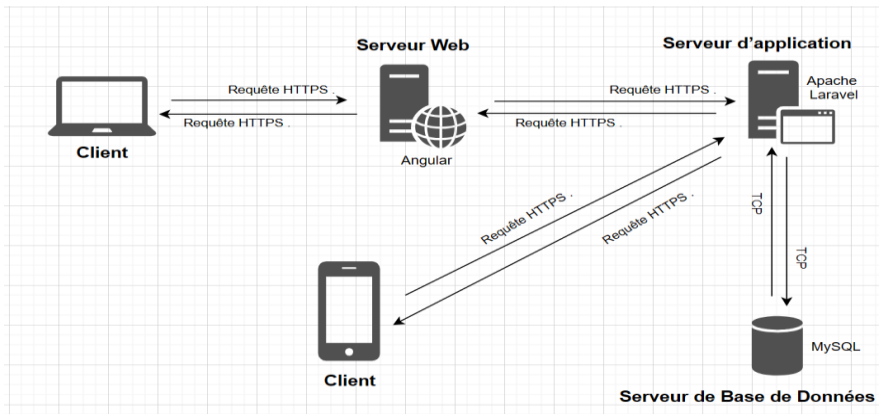 Serveur Web
Serveur d'application
Requête HTTPS .
Requête HTTPS .
Apache
Laravel
Requête HTTPS .
Requête HTTPS .
Client
Angular
Requête HTTPS .
Requête HTTPS .
TCP
TCP
MySQL
Client
Serveur de Base de Données